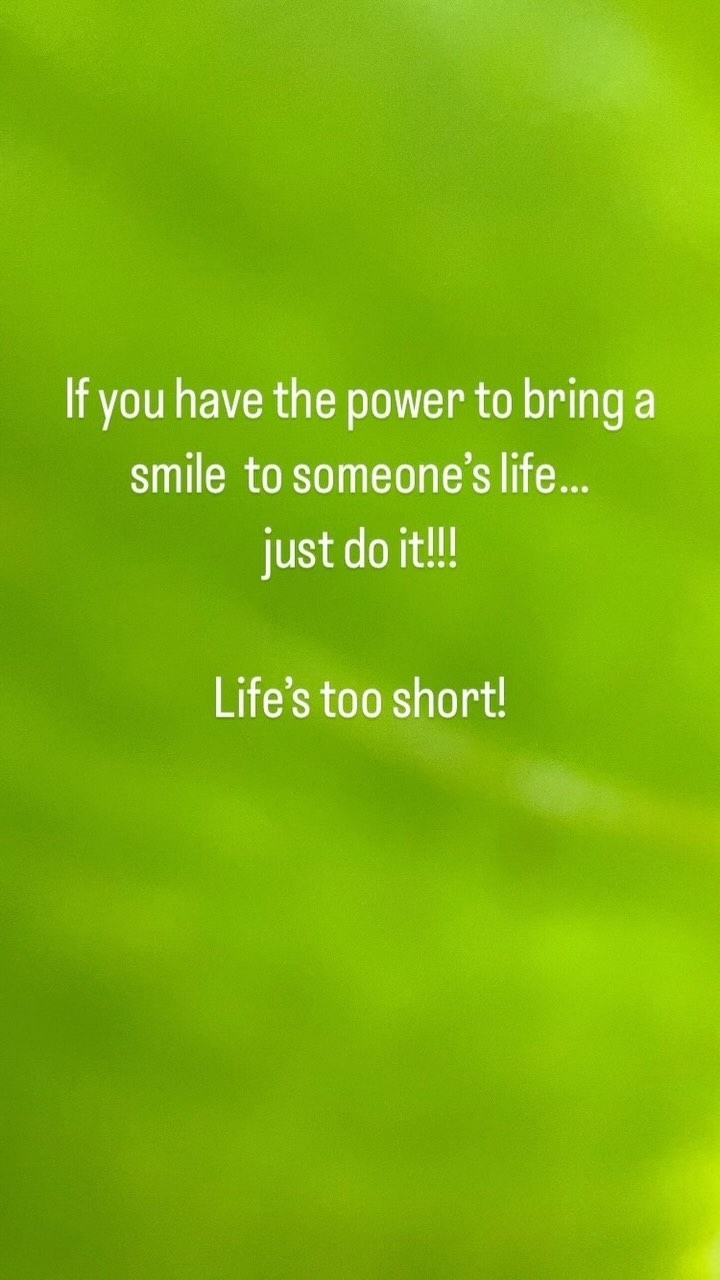 If you have the power to bring a
smile  to someone’s life...
just do it!!!
Life’s too short!